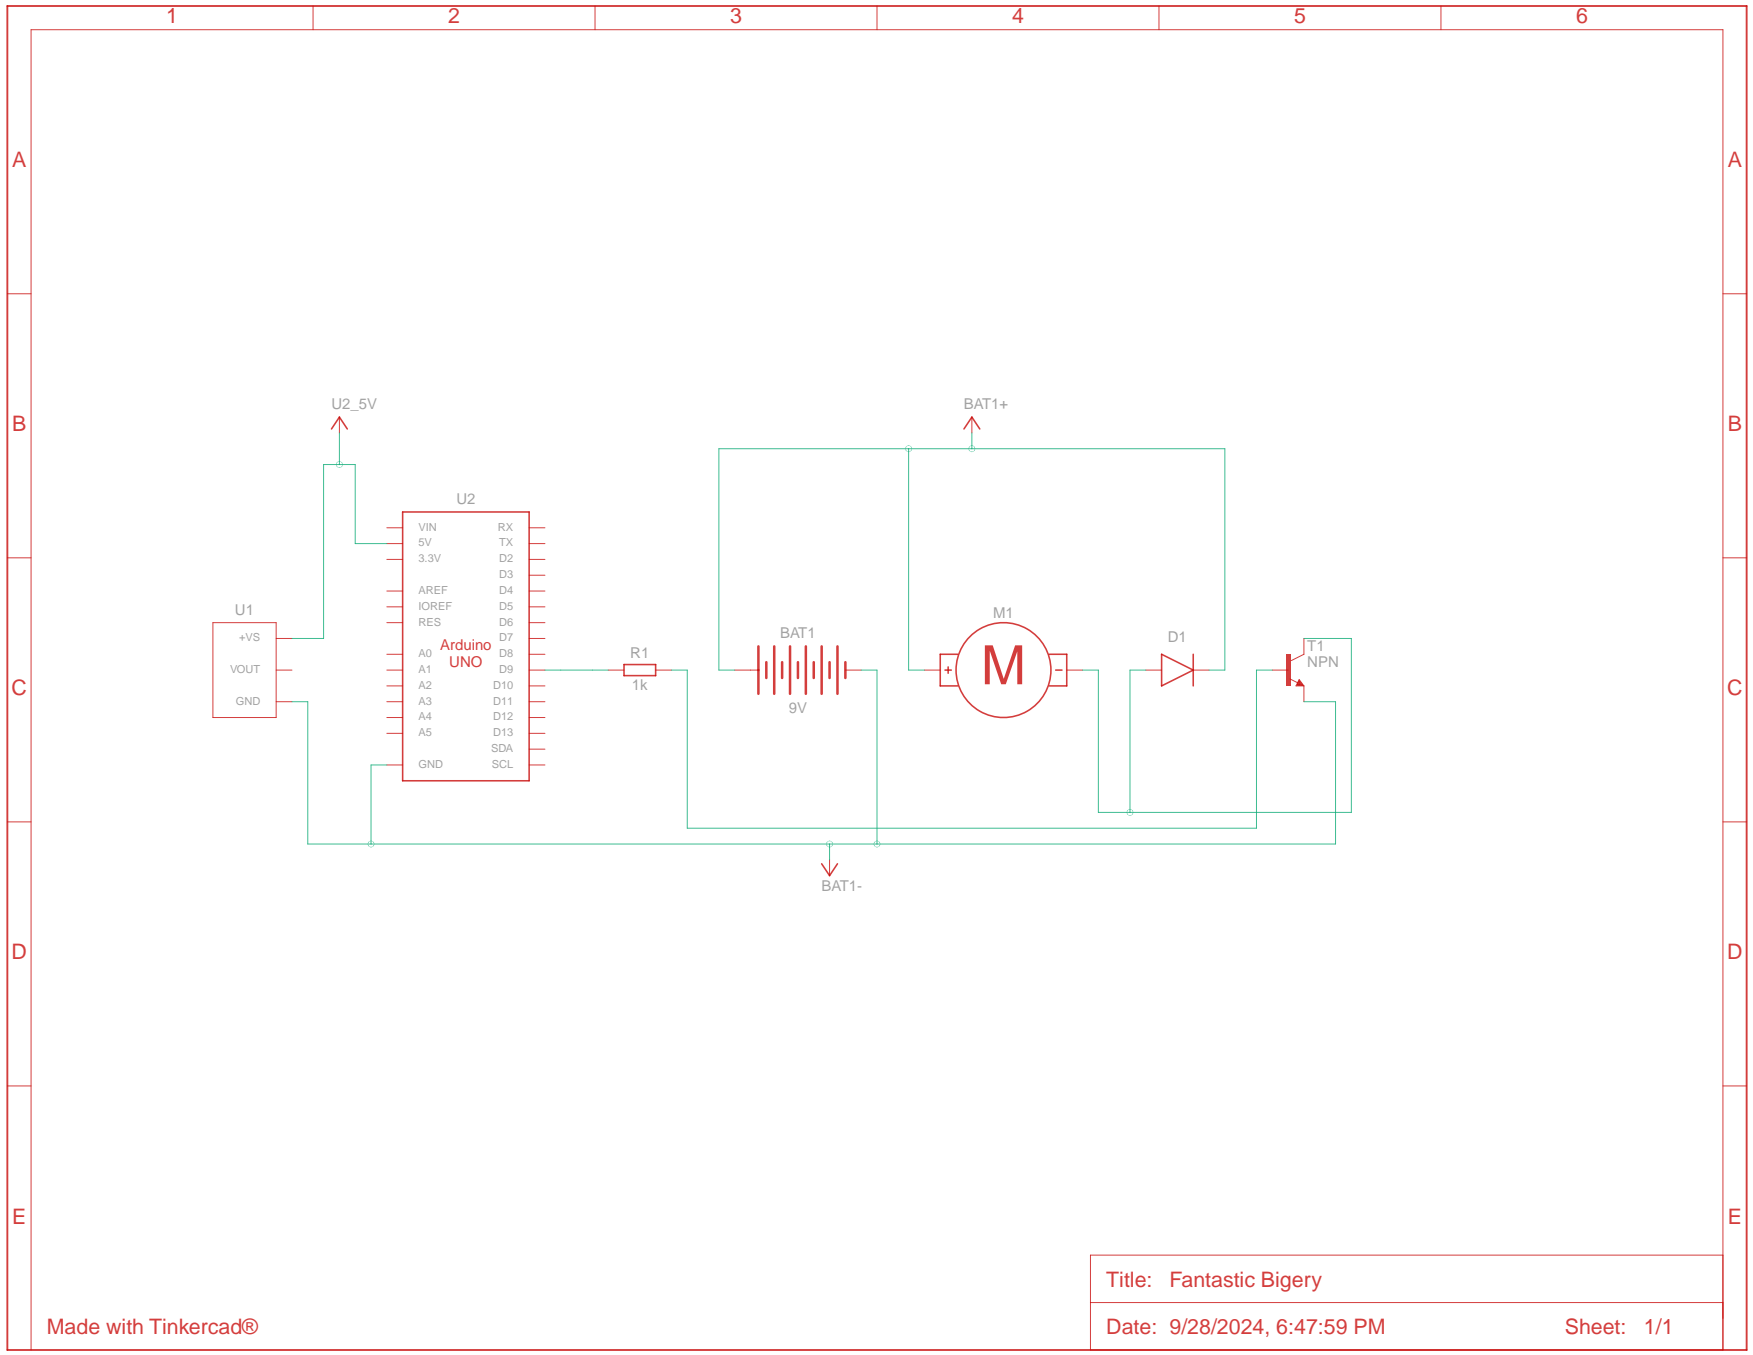 1 2 3 4 5 6
A A
B B
C C
D D
E E
U2_5V
BAT1+
U2
VIN RX
5V TX
3.3V D2
D3
AREF D4
IOREF D5
RES D6
D7
Arduino
UNO
A0 D8
A1 D9
A2 D10
A3 D11
A4 D12
A5 D13
SDA
GND SCL
U1
+VS
VOUT
GND
R1
1k
BAT1
9V
M1
+ M -
D1
T1
NPN
BAT1-
Title: Fantastic Bigery
Date: 9/28/2024, 6:47:59 PM Sheet: 1/1
Made with Tinkercad®